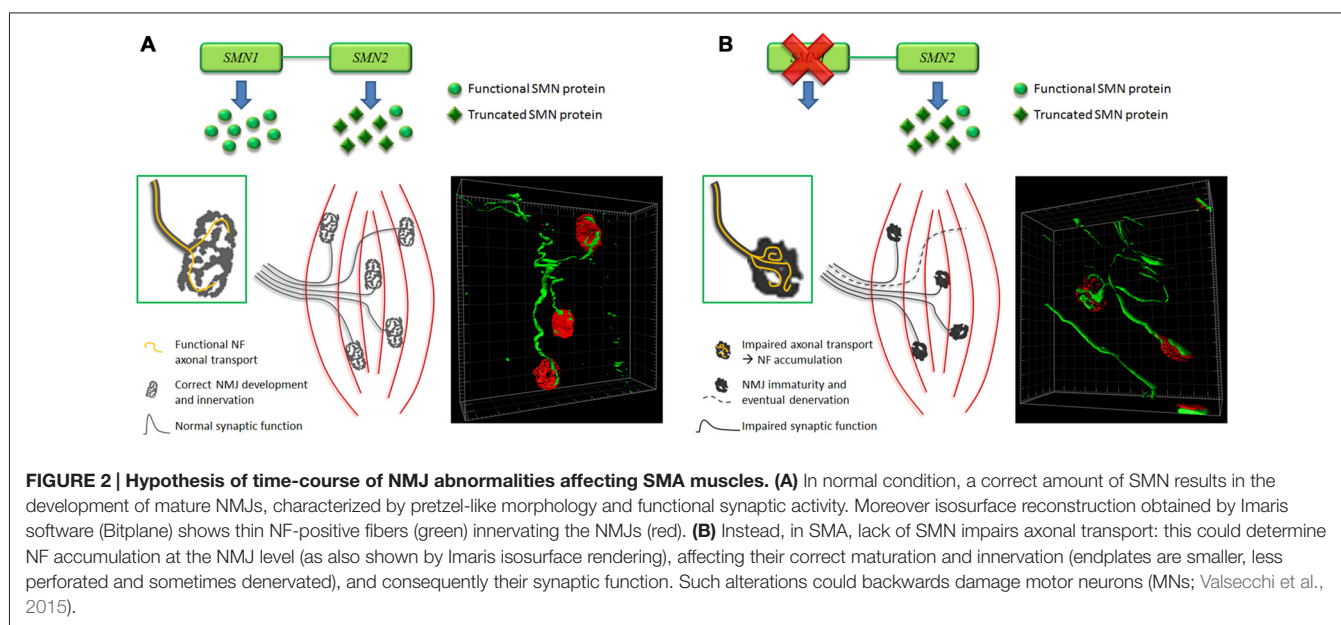 A
SMN1
SMN2
Functional SMN protein
Truncated SMN protein
Functional NF
axonal transport
Correct NMJ development
and innervation
Normal synaptic function
B
SMN2
Functional SMN protein
Truncated SMN protein
Impaired axonal transport
→ NF accumulation
NMJ immaturity and
eventual denervation
Impaired synaptic function
FIGURE 2 | Hypothesis of time-course of NMJ abnormalities affecting SMA muscles. (A) In normal condition, a correct amount of SMN results in the
development of mature NMJs, characterized by pretzel-like morphology and functional synaptic activity. Moreover isosurface reconstruction obtained by Imaris
software (Bitplane) shows thin NF-positive fibers (green) innervating the NMJs (red). (B) Instead, in SMA, lack of SMN impairs axonal transport: this could determine
NF accumulation at the NMJ level (as also shown by Imaris isosurface rendering), affecting their correct maturation and innervation (endplates are smaller, less
perforated and sometimes denervated), and consequently their synaptic function. Such alterations could backwards damage motor neurons (MNs; Valsecchi et al.,
2015).